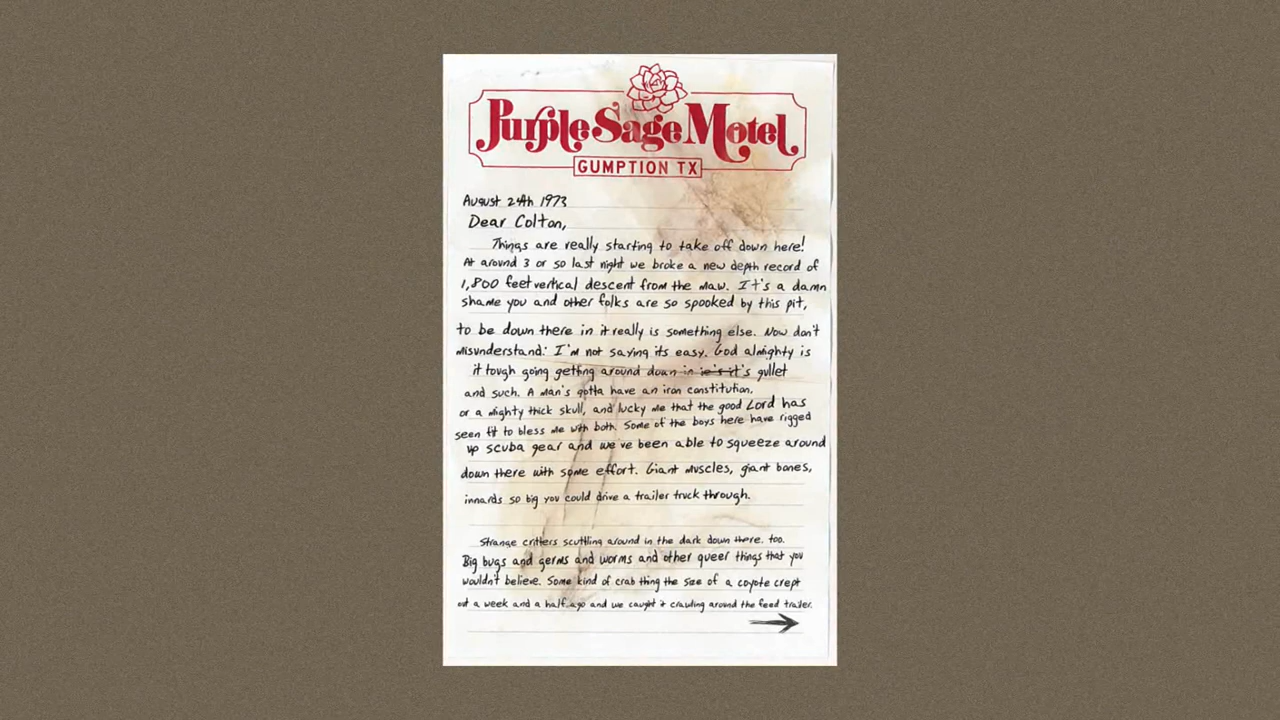 Purple Sage Motel
GUMPTION TX
August 24th 1973
Dear Colton,
Things are really starting to take off down here!
At around 3 or so last night we broke a new depth record of
1,800 feet vertical descent from the maw. It's a damn
shame you and other folks are so spooked by this pit,
to be down there in it really is something else. Now don't
misunderstand: I'm not saying its easy. God almighty is
it tough going getting around down in it's gullet
and such. A man's gotta have an iron constitution,
or a mighty thick skull, and lucky me that the good Lord has
seen fit to bless me with both. Some of the boys here have rigged
up scuba gear and we've been able to squeeze around
down there with some effort. Giant muscles, giant bones,
innards so big you could drive a trailer truck through.
Strange critters scuttling around in the dark down there. too.
Big bugs and germs and worms and other queer things that you
wouldn't believe. Some kind of crab thing the size of a coyote crept
out a week and a half ago and we caught it crawling around the feed trailer.